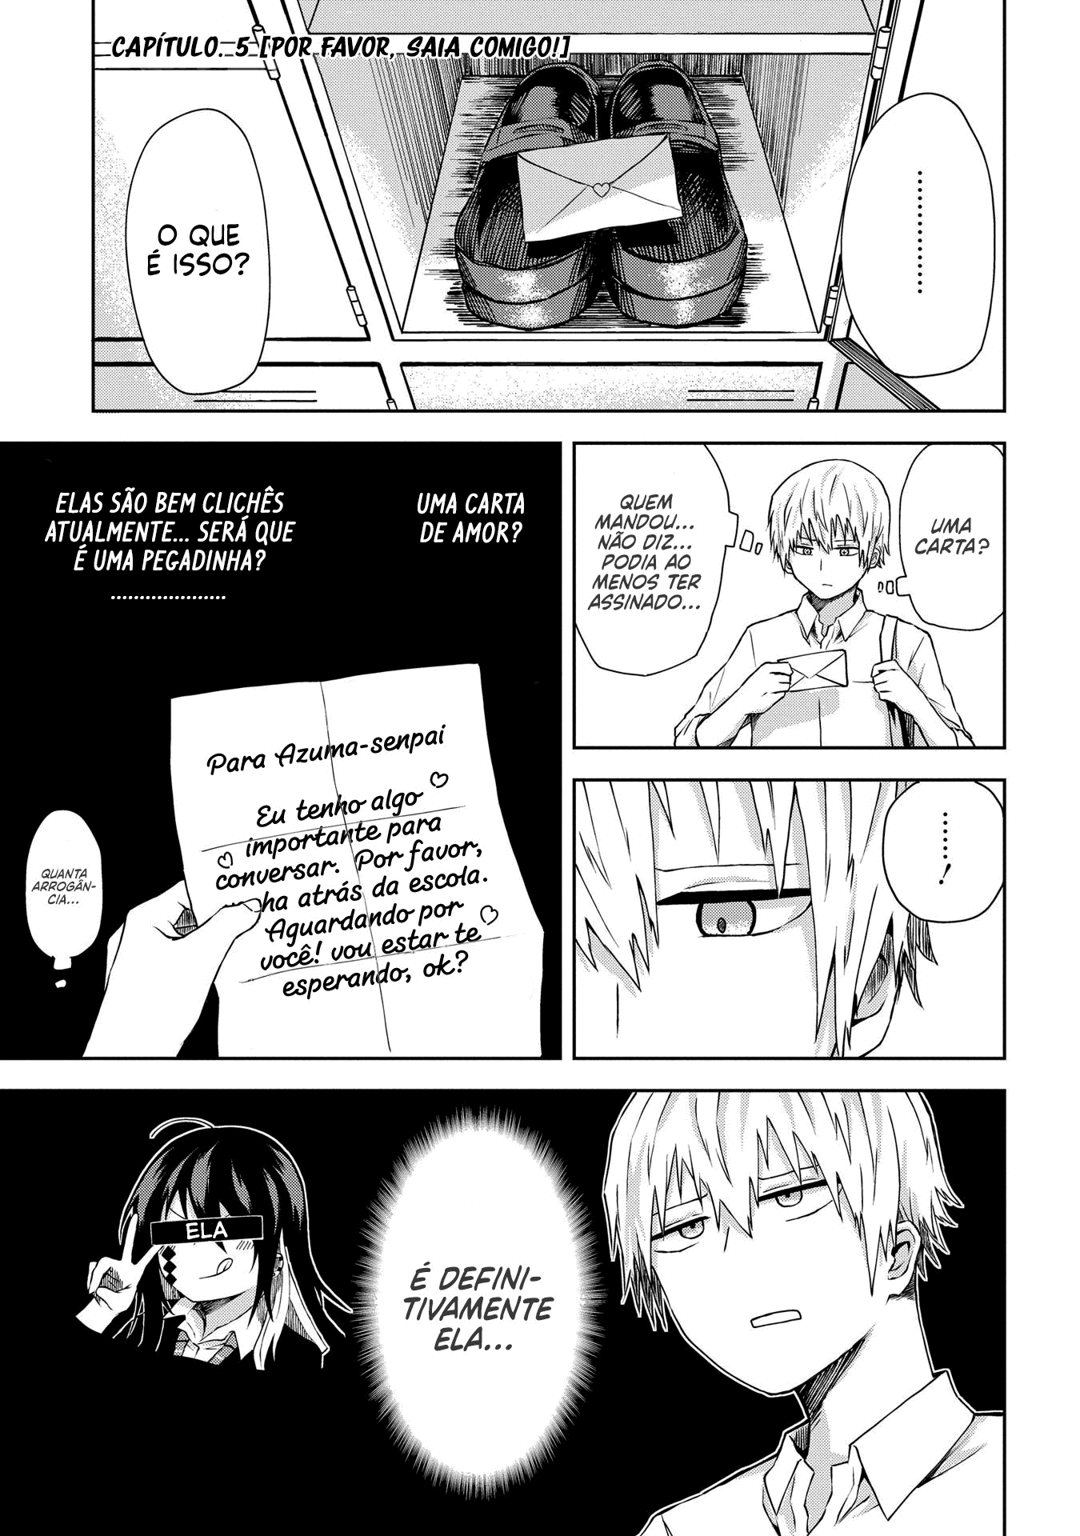 CAPÍTULO. 5 [POR FAVOR, SAIA COMIGO!]
..............
O QUE
É ISSO?
UMA
CARTA?
QUEM
MANDOU...
NÃO DIZ...
PODIA AO
MENOS TER
ASSINADO...
......!
UMA CARTA
DE AMOR?
ELAS SÃO BEM CLICHÊS
ATUALMENTE... SERÁ QUE
É UMA PEGADINHA?
.....................
Para Azuma-senpai
Eu tenho algo
importante para
conversar. Por favor,
ha atrás da escola.
Aguardando por
você! vou estar te
esperando, ok?
QUANTA
ARROGÂN-
CIA...
É DEFINI-
TIVAMENTE
ELA...
ELA